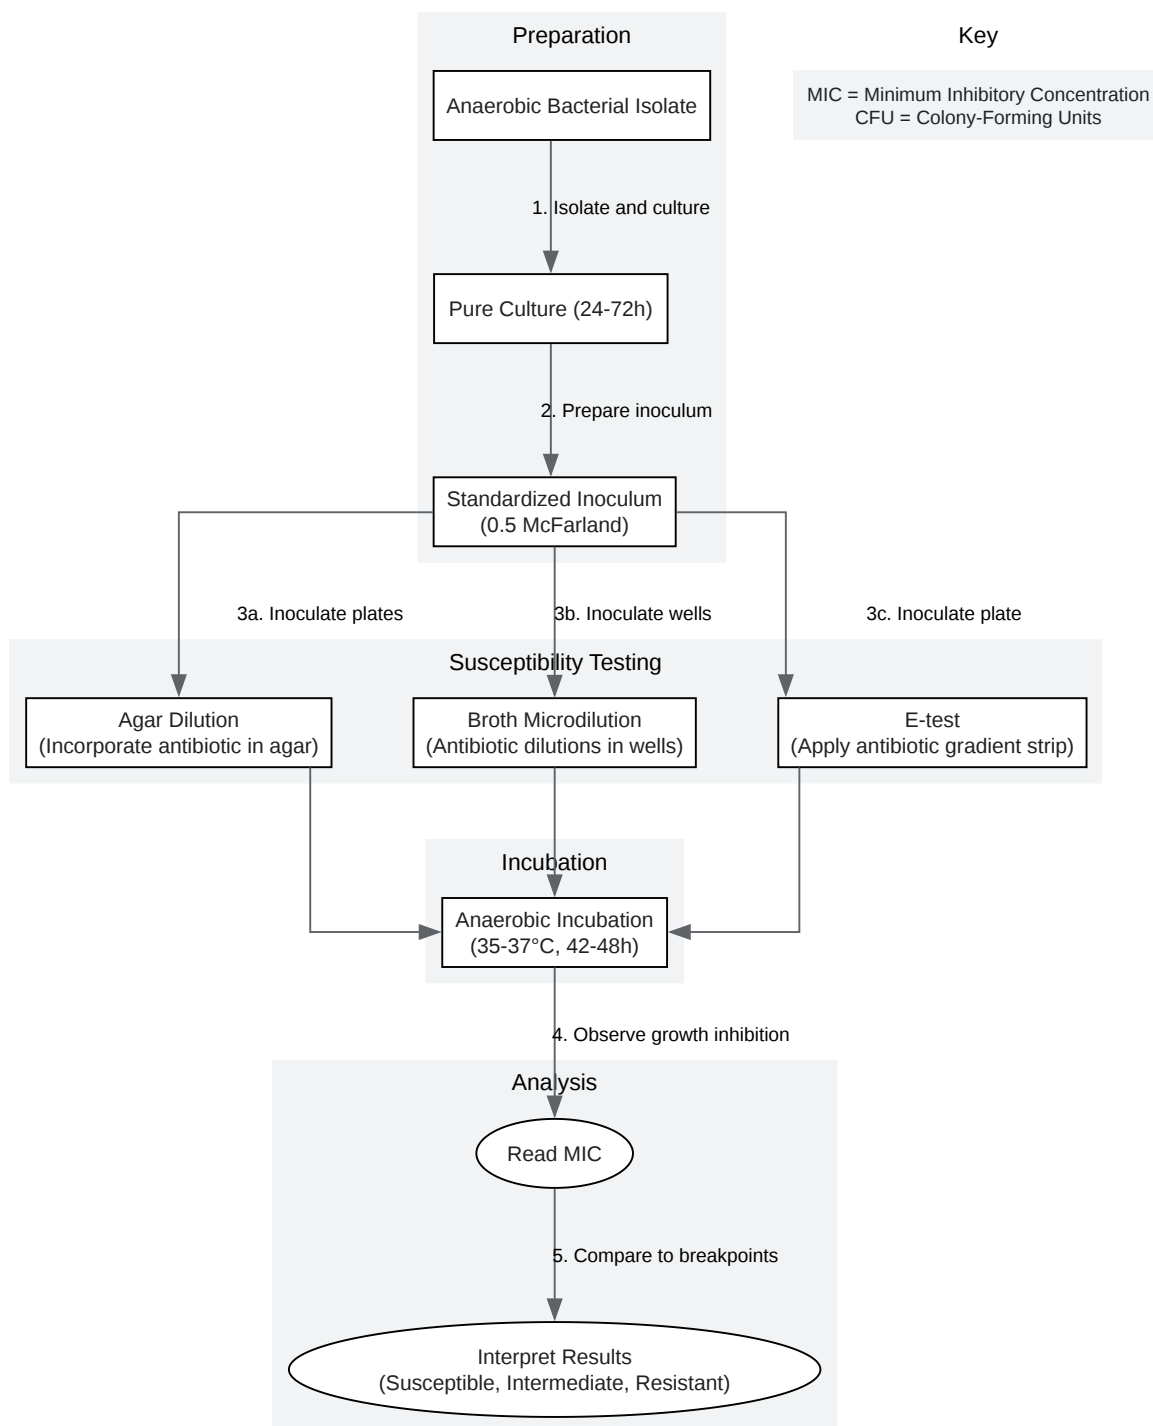 Preparation
Key
Anaerobic Bacterial Isolate
MIC = Minimum Inhibitory Concentration
CFU = Colony-Forming Units
1. Isolate and culture
Pure Culture (24-72h)
2. Prepare inoculum
Standardized Inoculum
(0.5 McFarland)
3a. Inoculate plates
3b. Inoculate wells
3c. Inoculate plate
Susceptibility Testing
Agar Dilution
(Incorporate antibiotic in agar)
Broth Microdilution
(Antibiotic dilutions in wells)
E-test
(Apply antibiotic gradient strip)
Incubation
Anaerobic Incubation
(35-37°C, 42-48h)
4. Observe growth inhibition
Analysis
Read MIC
5. Compare to breakpoints
Interpret Results
(Susceptible, Intermediate, Resistant)